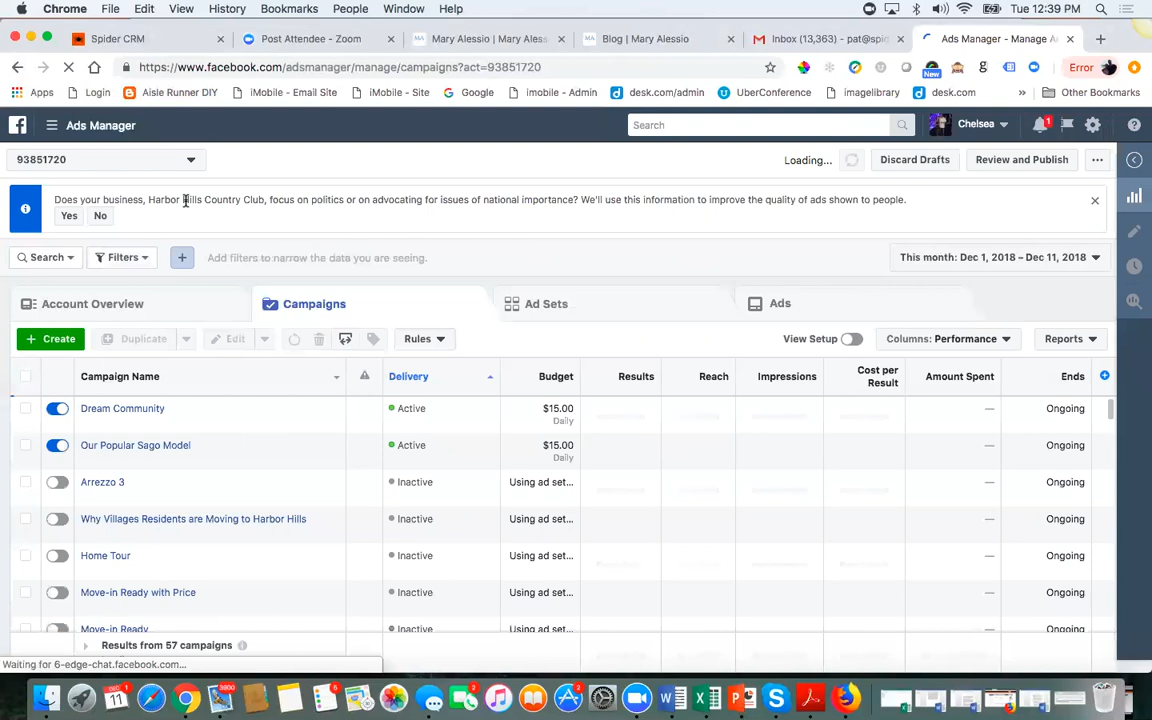 Chrome File Edit View History Bookmarks People Window Help Tue 12:39 PM
Spider CRM Post Attendee - Zoom Mary Alessio | Mary Aless Blog | Mary Alessio Inbox (13,363) - pat@spi Ads Manager - Manage A
https://www.facebook.com/adsmanager/manage/campaigns?act=93851720 New g Error
Apps Login Aisle Runner DIY iMobile - Email Site iMobile - Site Google imobile - Admin desk.com/admin UberConference imagelibrary desk.com » Other Bookmarks
Ads Manager Search Chelsea 1
93851720 Loading... Discard Drafts Review and Publish
Does your business, Harbor Hills Country Club, focus on politics or on advocating for issues of national importance? We'll use this information to improve the quality of ads shown to people.
Yes No
Search Filters + Add filters to narrow the data you are seeing. This month: Dec 1, 2018 – Dec 11, 2018
Account Overview Campaigns Ad Sets Ads
+ Create Duplicate Edit Rules View Setup Columns: Performance Reports
Campaign Name Delivery Budget Results Reach Impressions Cost per Result Amount Spent Ends
Dream Community Active $15.00 — Ongoing
Daily
Our Popular Sago Model Active $15.00 — Ongoing
Daily
Arrezzo 3 Inactive Using ad set... — Ongoing
Why Villages Residents are Moving to Harbor Hills Inactive Using ad set... — Ongoing
Home Tour Inactive Using ad set... — Ongoing
Move-in Ready with Price Inactive Using ad set... — Ongoing
Move-in Ready Inactive Using ad set... — Ongoing
Results from 57 campaigns
Waiting for 6-edge-chat.facebook.com...